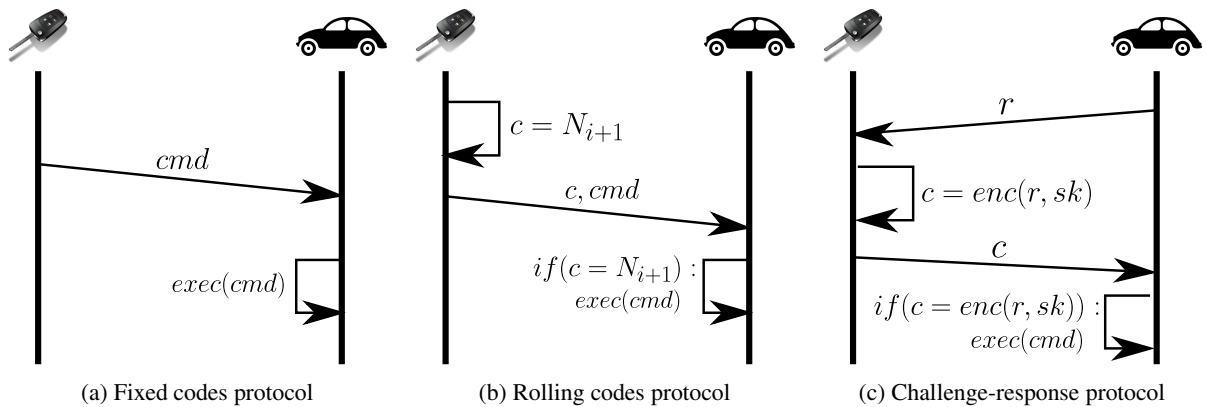 cmd
exec(cmd)
(a) Fixed codes protocol
c = N_{i+1}
c, cmd
if(c = N_{i+1}) :
exec(cmd)
(b) Rolling codes protocol
r
c = enc(r, sk)
c
if(c = enc(r, sk)) :
exec(cmd)
(c) Challenge-response protocol